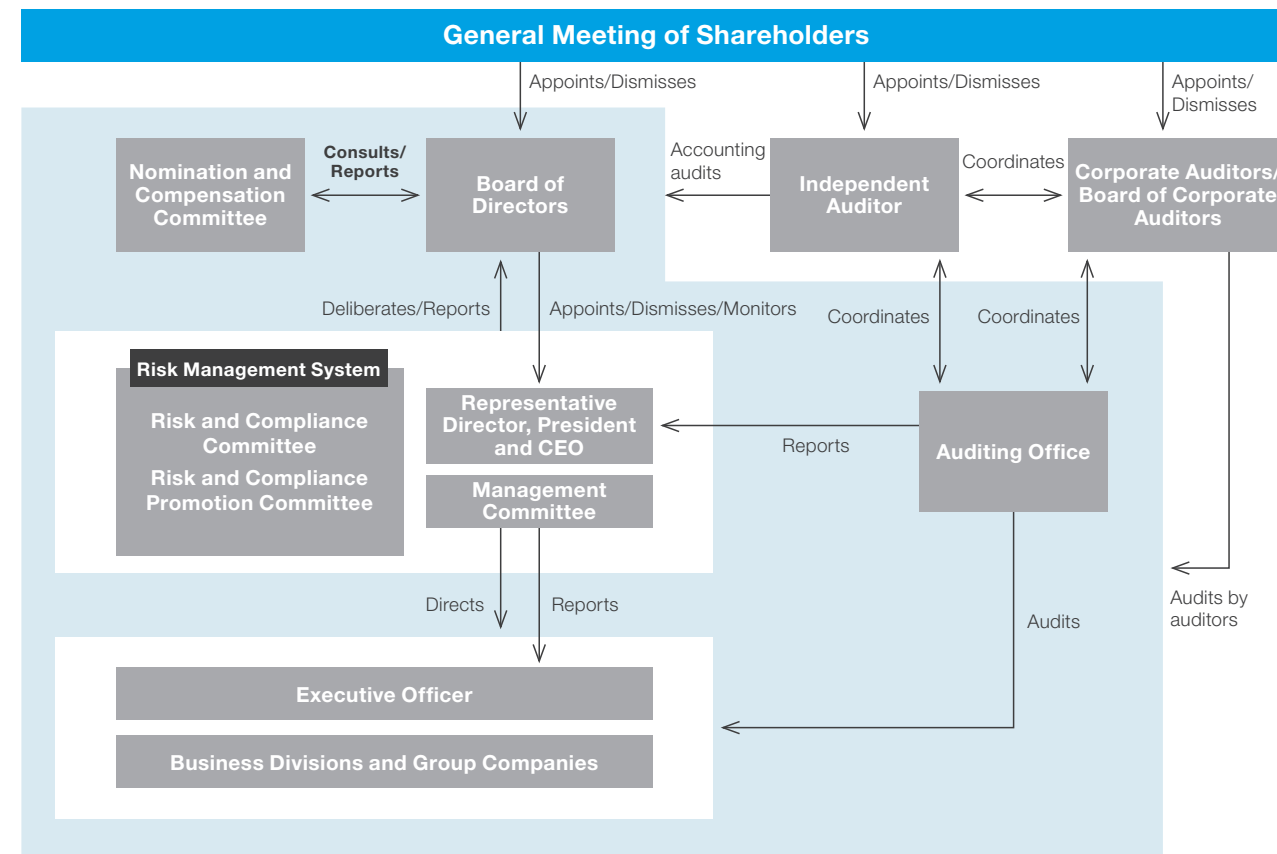 General Meeting of Shareholders
Appoints/Dismisses
Appoints/Dismisses
Appoints/
Dismisses
Nomination and
Compensation
Committee
Consults/
Reports
Board of
Directors
Accounting
audits
Independent
Auditor
Coordinates
Corporate Auditors/
Board of Corporate
Auditors
Deliberates/Reports
Appoints/Dismisses/Monitors
Coordinates
Coordinates
Risk Management System
Risk and Compliance
Committee
Risk and Compliance
Promotion Committee
Representative
Director, President
and CEO
Management
Committee
Reports
Auditing Office
Directs
Reports
Audits
Audits by
auditors
Executive Officer
Business Divisions and Group Companies